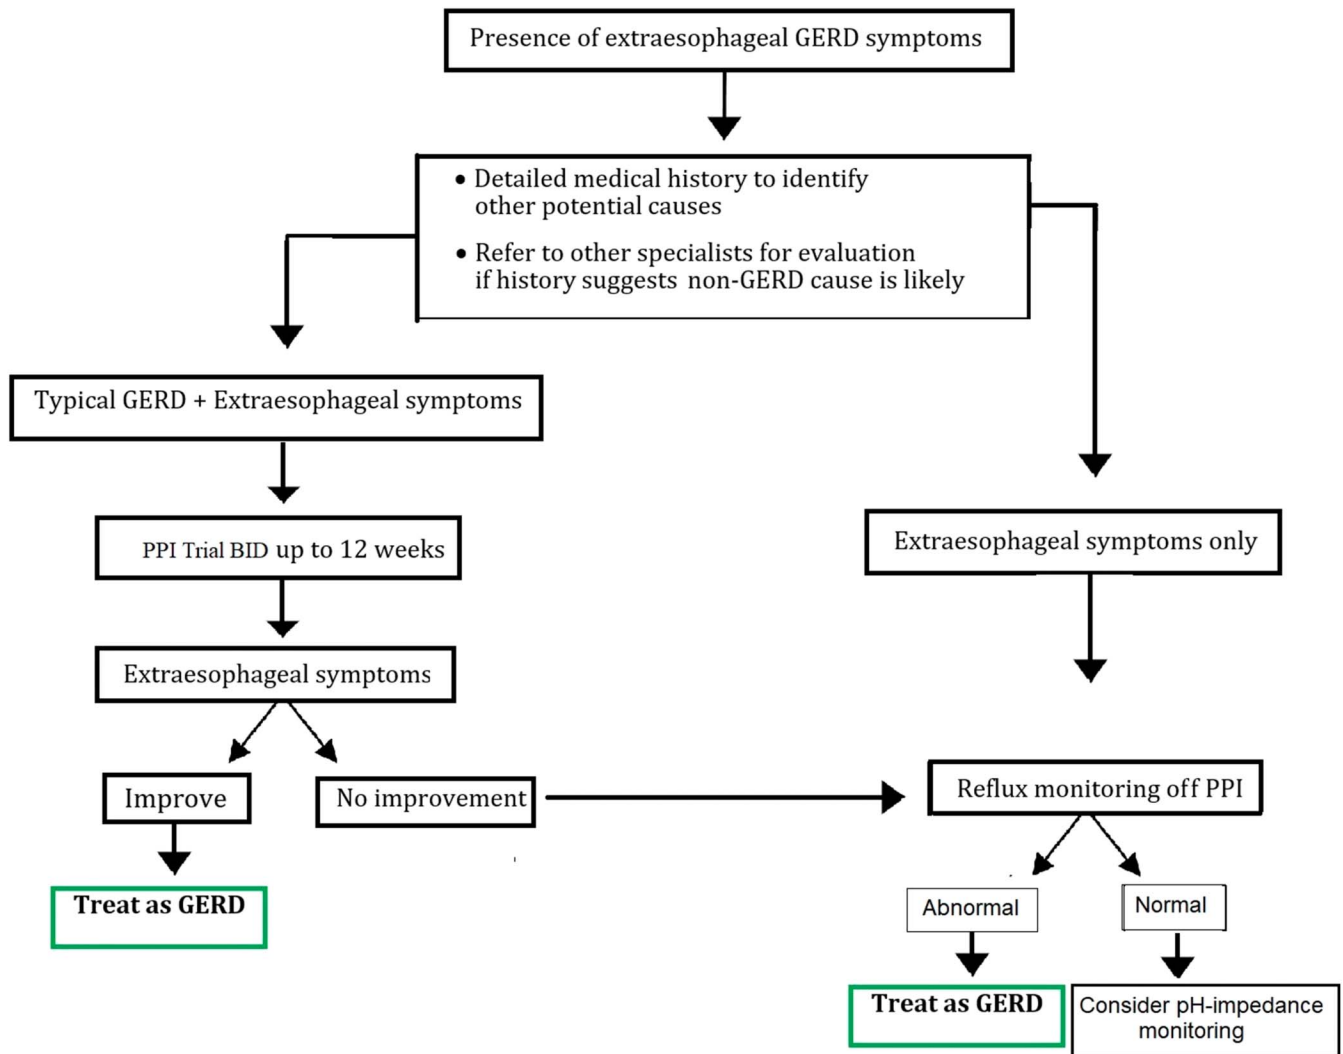 Presence of extraesophageal GERD symptoms
• Detailed medical history to identify
other potential causes
• Refer to other specialists for evaluation
if history suggests non-GERD cause is likely
Typical GERD + Extraesophageal symptoms
PPI Trial BID up to 12 weeks
Extraesophageal symptoms only
Extraesophageal symptoms
Improve
No improvement
Reflux monitoring off PPI
Treat as GERD
Abnormal
Normal
Treat as GERD
Consider pH-impedance
monitoring